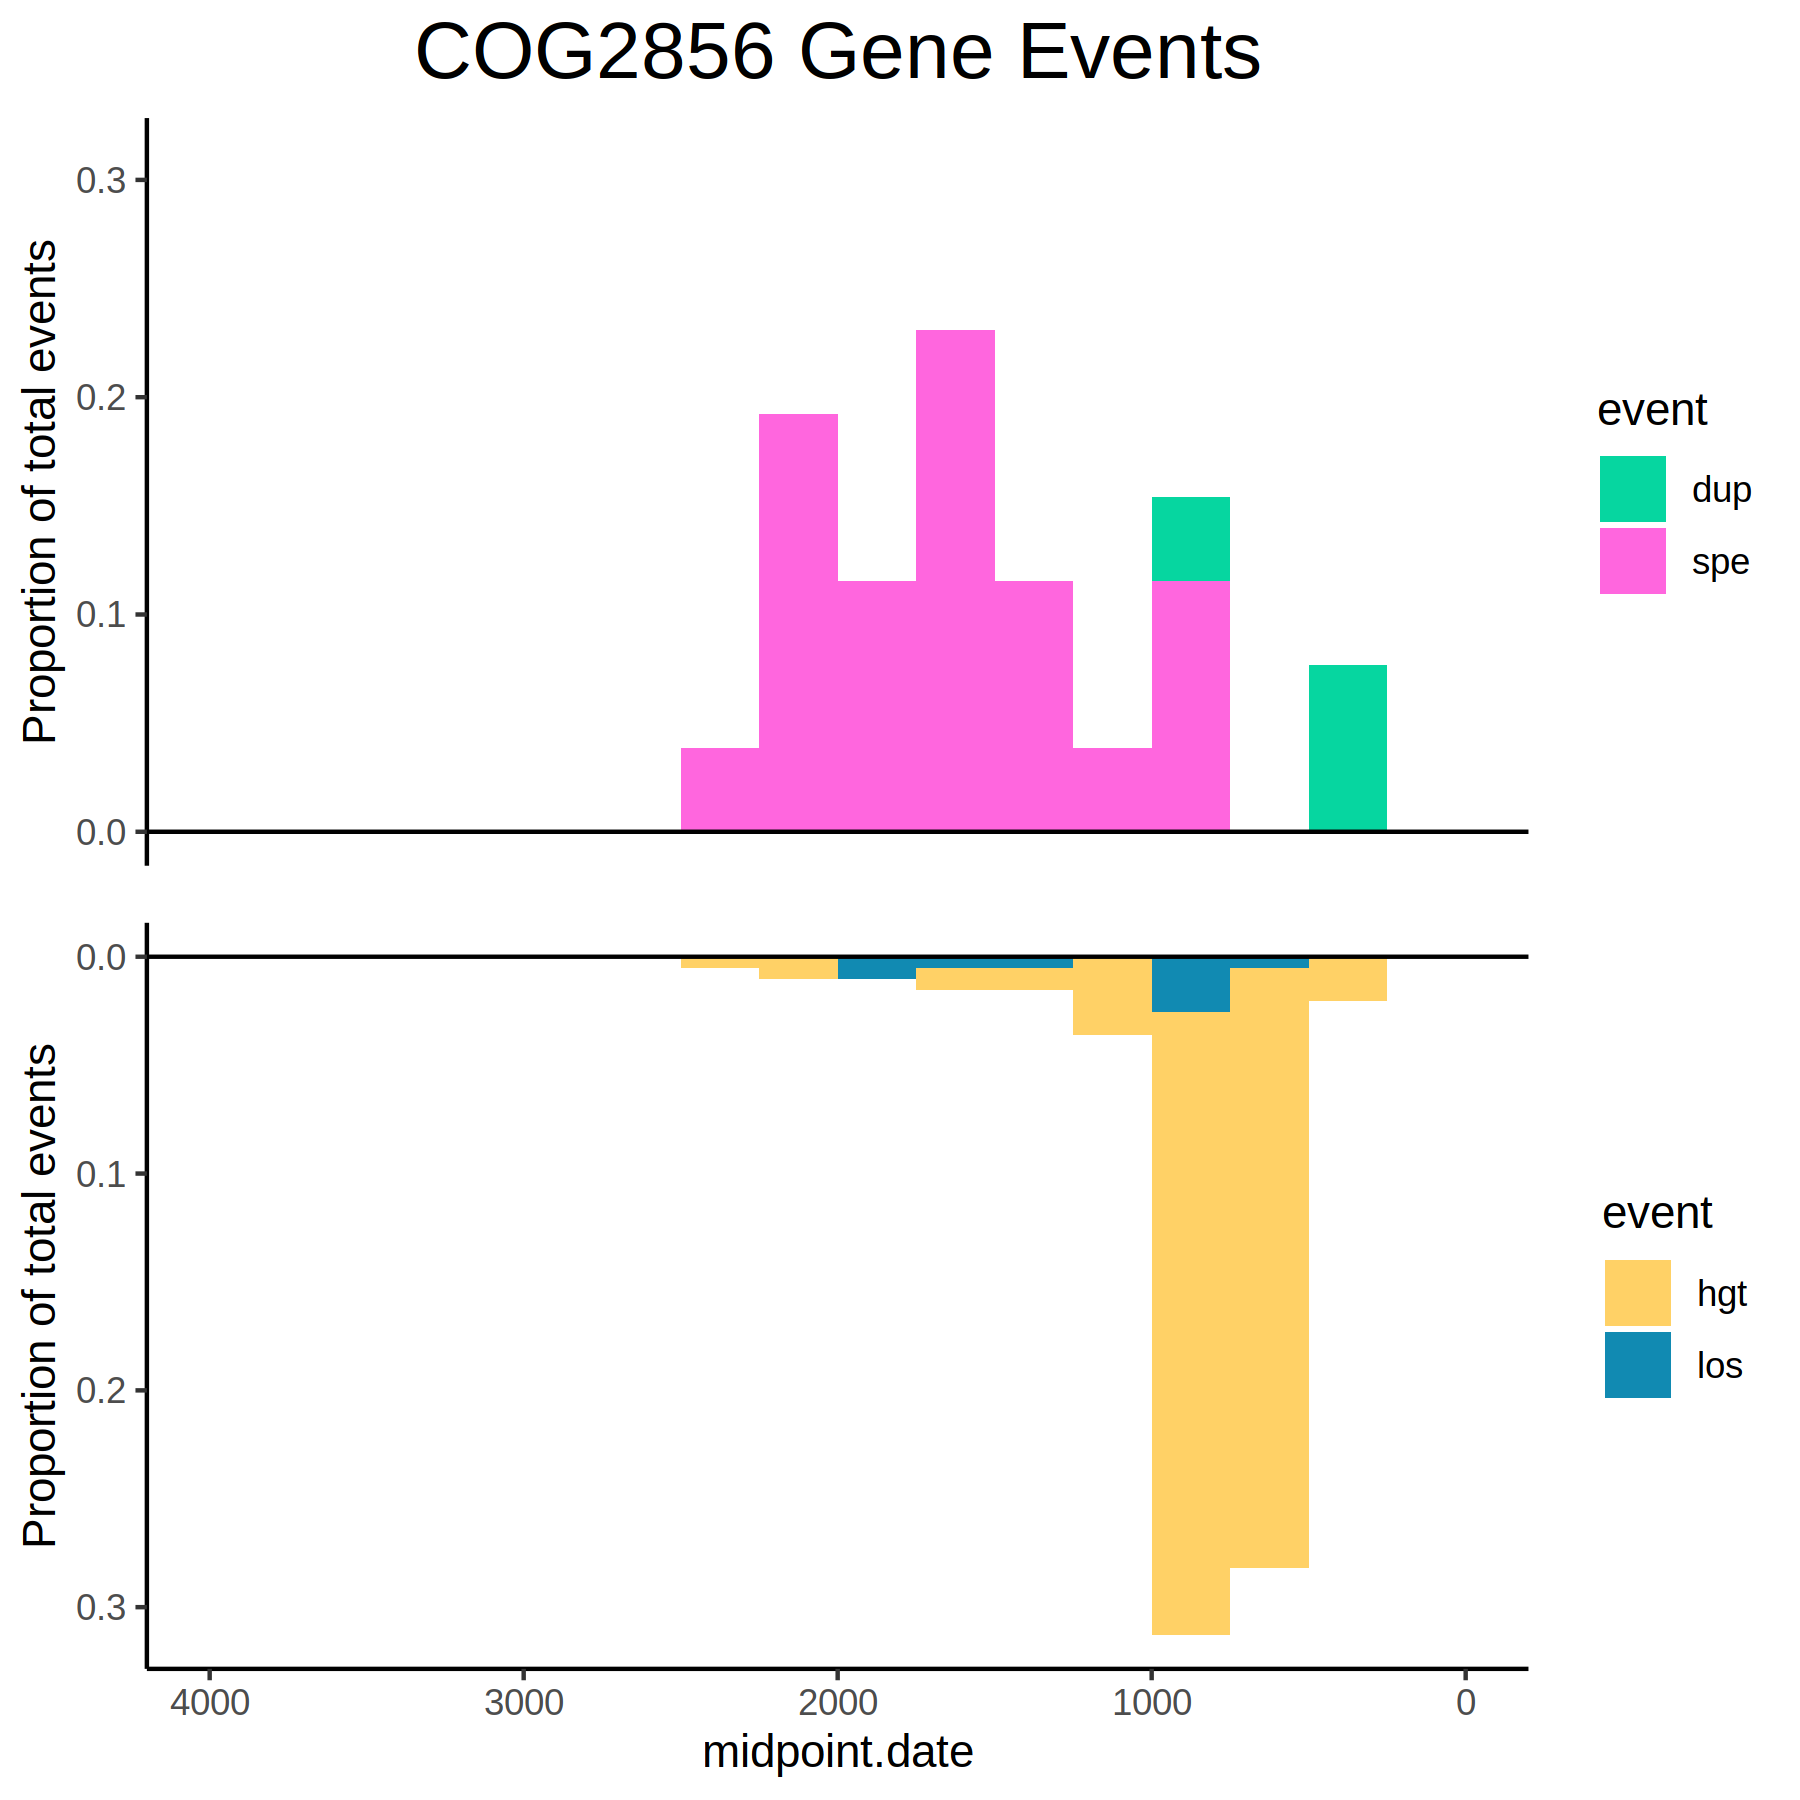 COG2856 Gene Events
Proportion of total events
0.3
0.2
0.1
0.0
event
dup
spe
Proportion of total events
0.0
0.1
0.2
0.3
event
hgt
los
4000 3000 2000 1000 0
midpoint.date